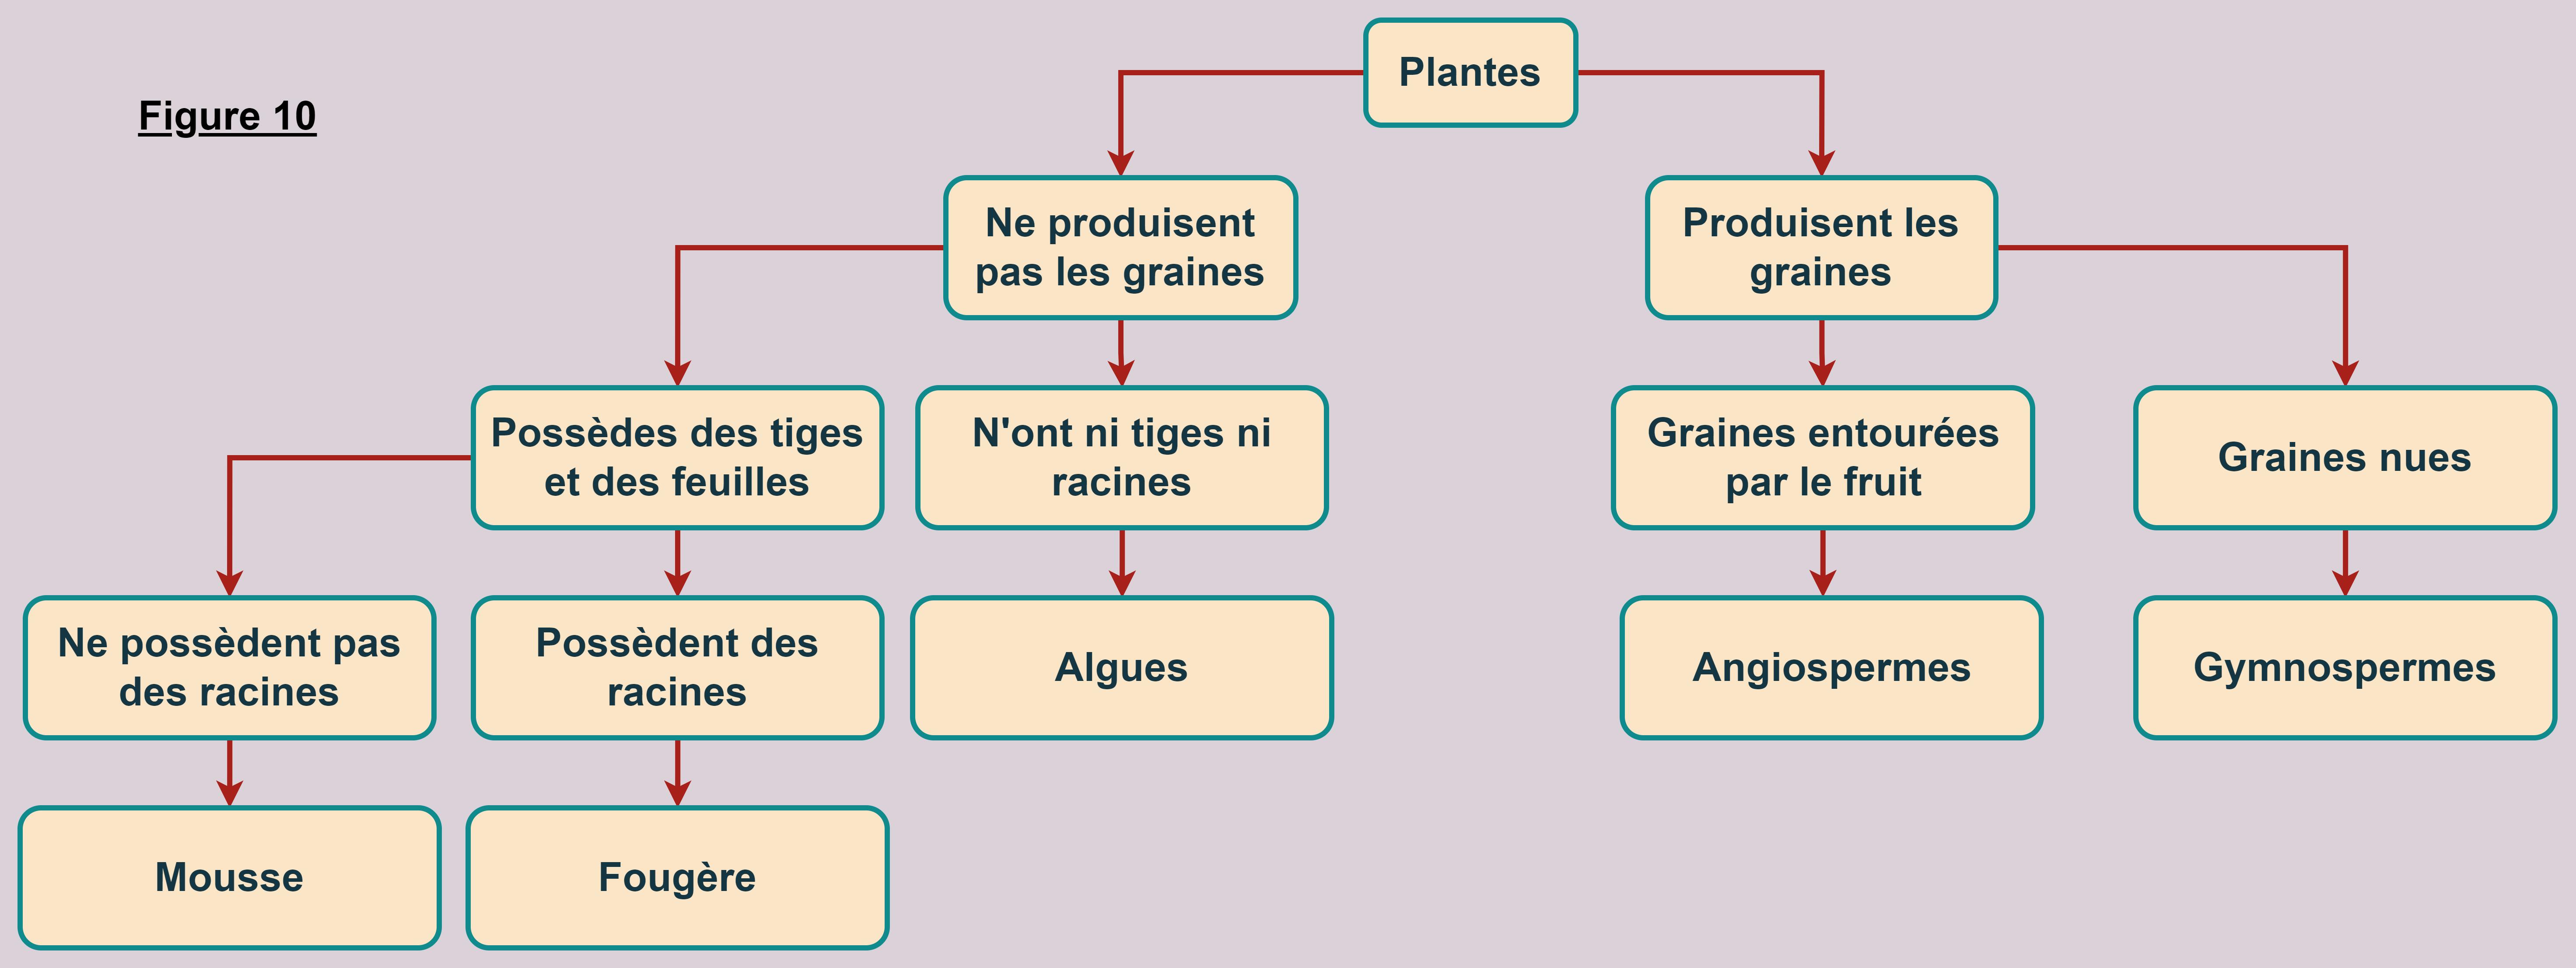 Plantes
Figure 10
Ne produisent
pas les graines
Produisent les
graines
Possèdes des tiges
et des feuilles
N'ont ni tiges ni
racines
Graines entourées
par le fruit
Graines nues
Ne possèdent pas
des racines
Possèdent des
racines
Algues
Angiospermes
Gymnospermes
Mousse
Fougère